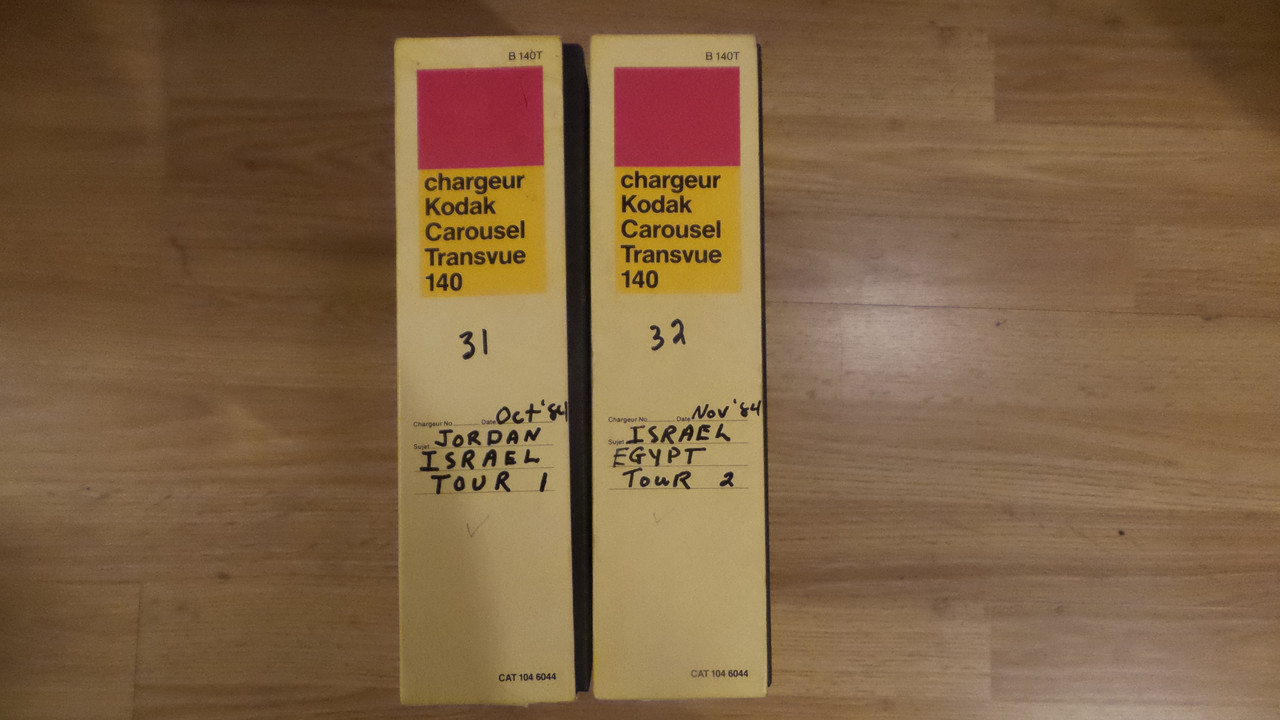 B 140T
chargeur
Kodak
Carousel
Transvue
140
31
Chargeur No Date Oct '84
Sujet JORDAN
ISRAEL
TOUR 1
CAT 104 6044
B 140T
chargeur
Kodak
Carousel
Transvue
140
32
Chargeur No Date Nov '84
Sujet ISRAEL
EGYPT
TouR 2
CAT 104 6044